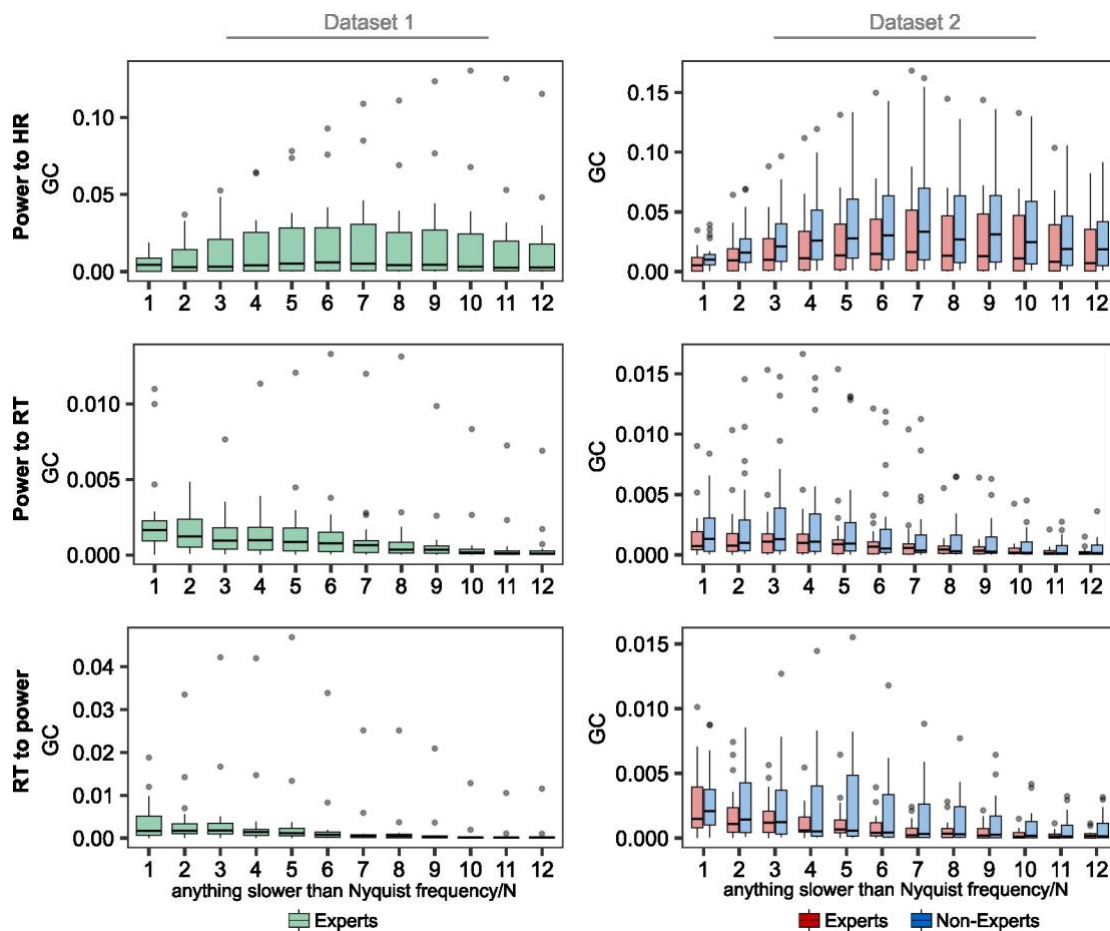 Dataset 1
Dataset 2
Power to HR
GC
0.10
0.05
0.00
1 2 3 4 5 6 7 8 9 10 11 12
GC
0.15
0.10
0.05
0.00
1 2 3 4 5 6 7 8 9 10 11 12
Power to RT
GC
0.010
0.005
0.000
1 2 3 4 5 6 7 8 9 10 11 12
GC
0.015
0.010
0.005
0.000
1 2 3 4 5 6 7 8 9 10 11 12
RT to power
GC
0.04
0.03
0.02
0.01
0.00
1 2 3 4 5 6 7 8 9 10 11 12
anything slower than Nyquist frequency/N
Experts
GC
0.015
0.010
0.005
0.000
1 2 3 4 5 6 7 8 9 10 11 12
anything slower than Nyquist frequency/N
Experts Non-Experts